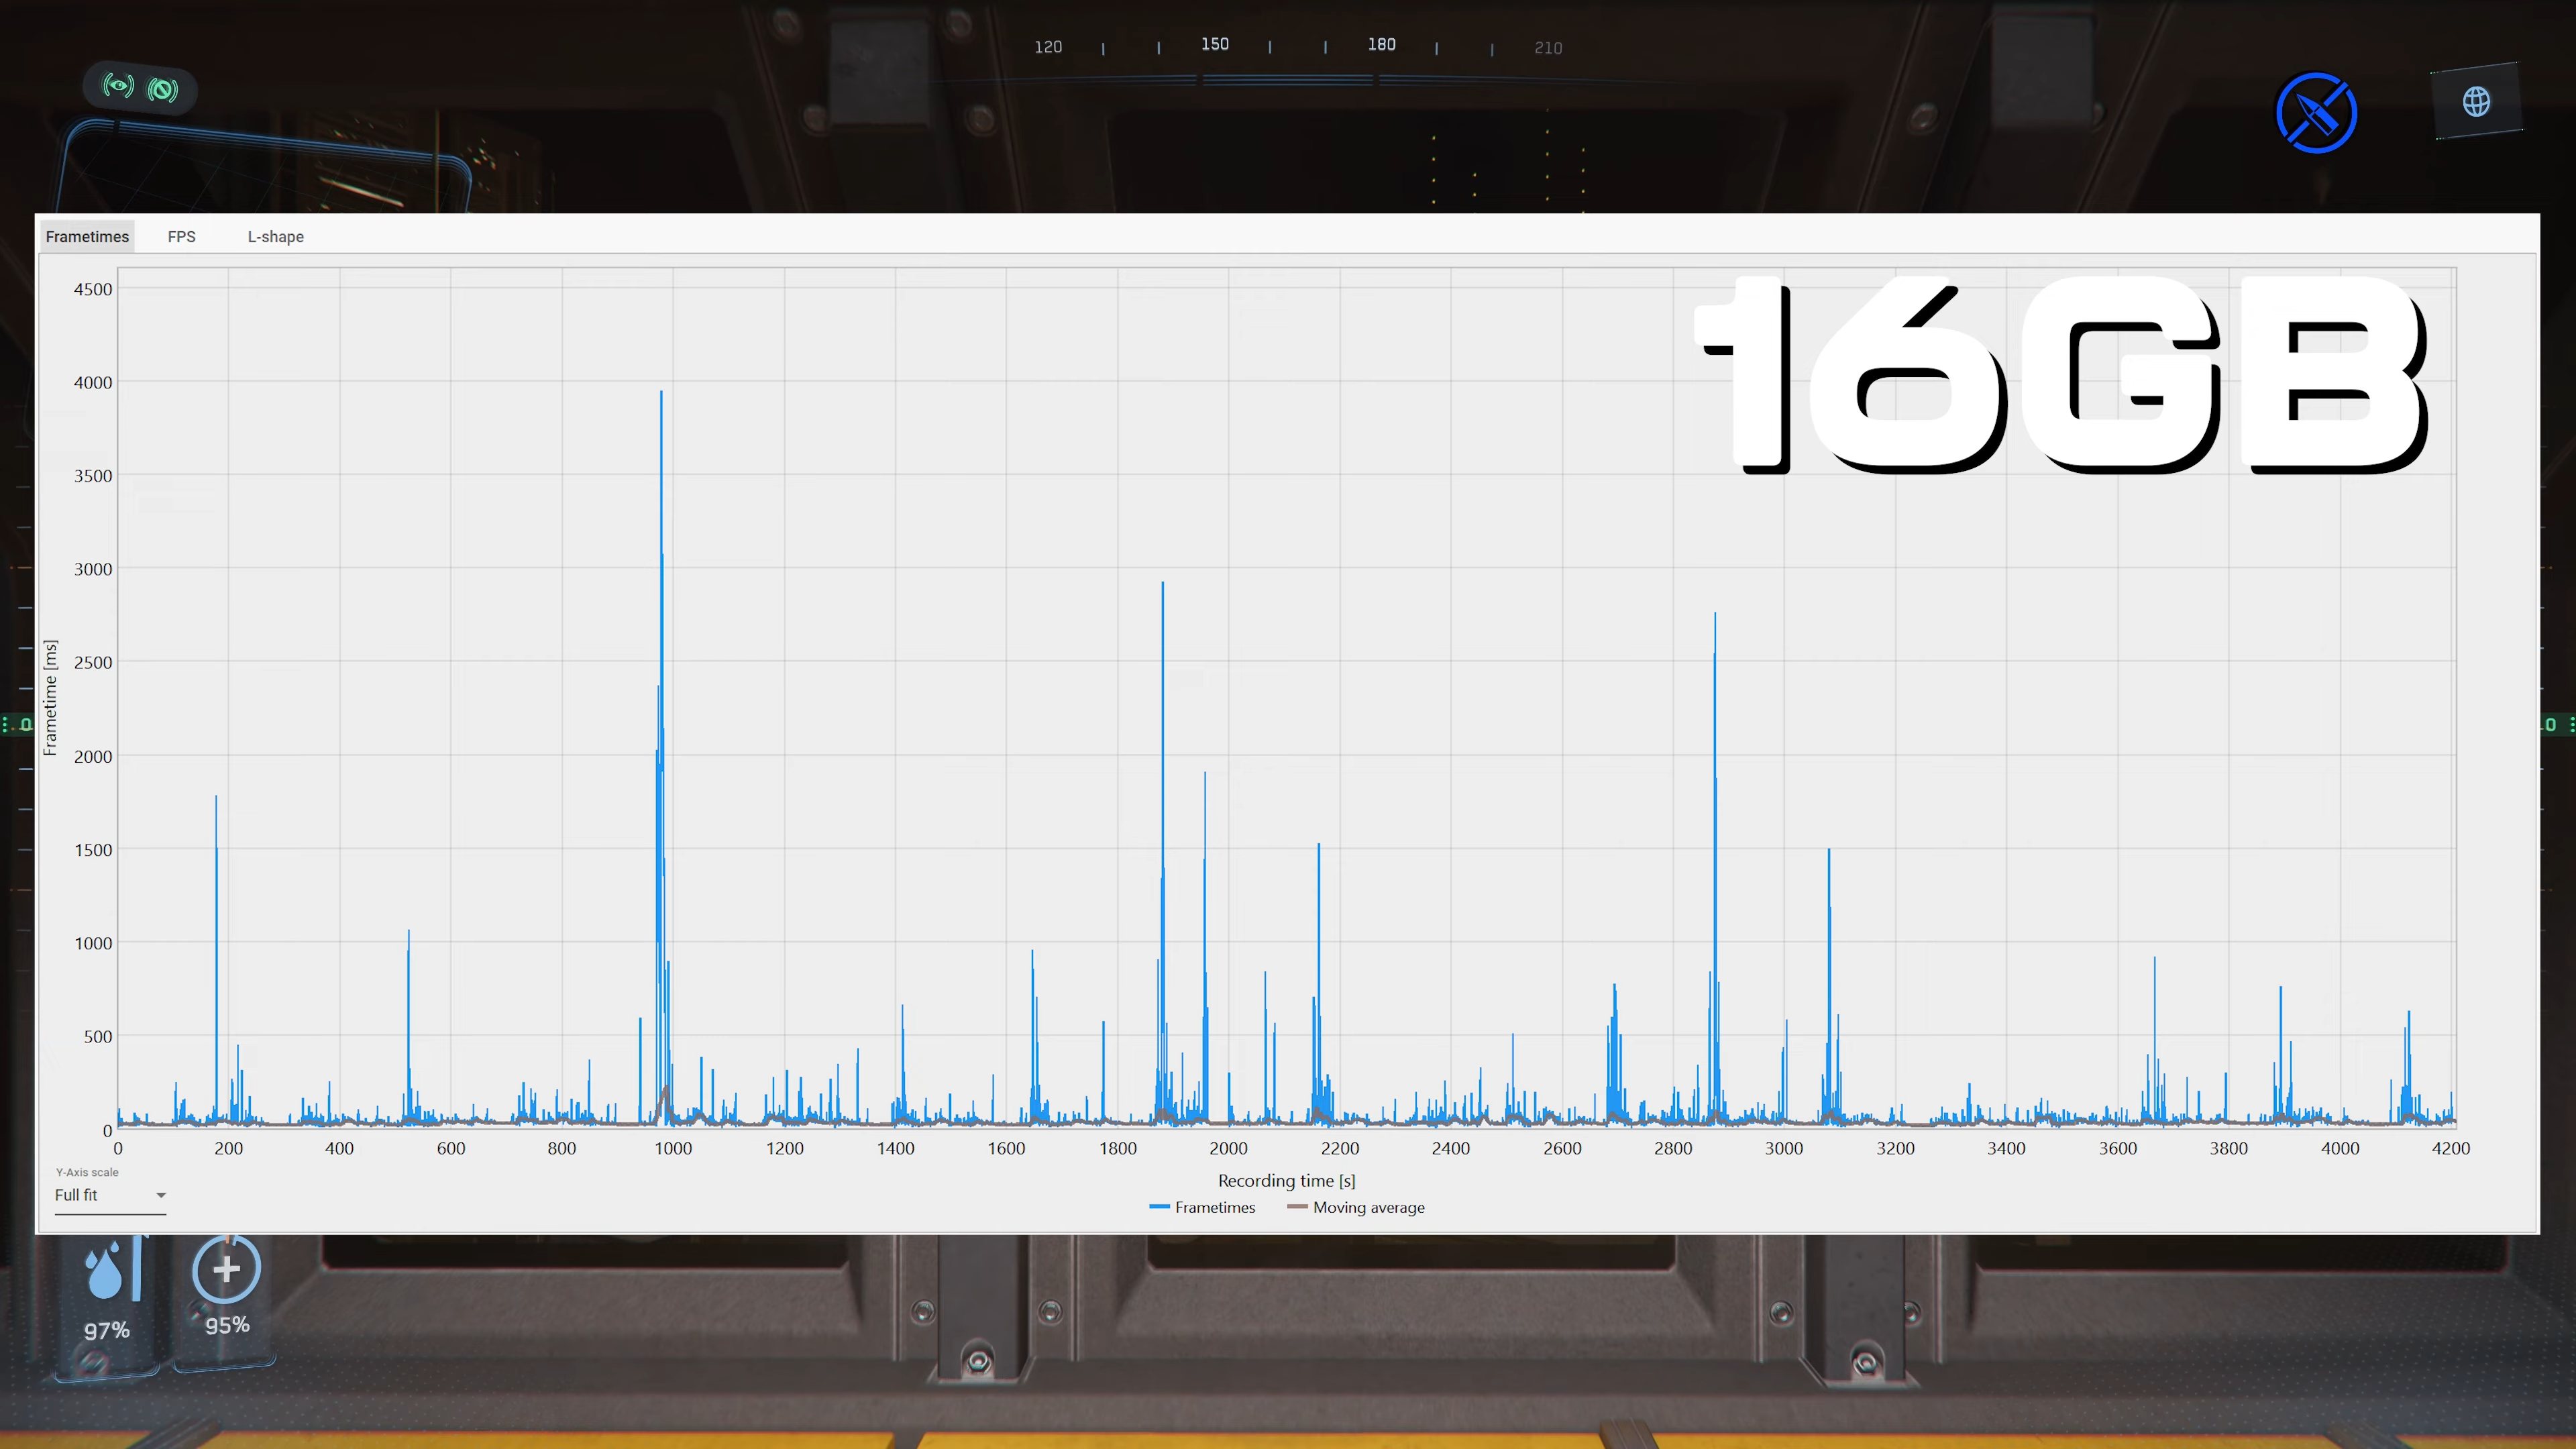 120 150 180 210
Frametimes FPS L-shape
16GB
4500
4000
3500
3000
2500
2000
1500
1000
500
0
Frametime [ms]
0 200 400 600 800 1000 1200 1400 1600 1800 2000 2200 2400 2600 2800 3000 3200 3400 3600 3800 4000 4200
Recording time [s]
Y-Axis scale
Full fit
Frametimes Moving average
0
0
97%
95%